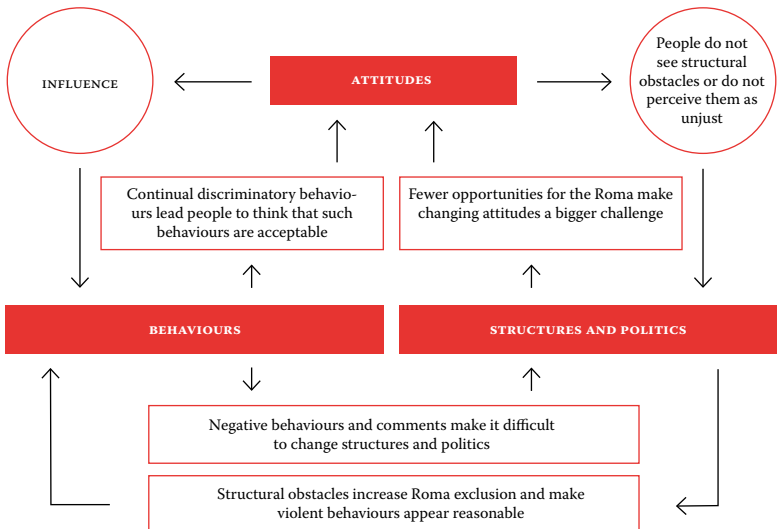 INFLUENCE
ATTITUDES
People do not
see structural
obstacles or do not
perceive them as
unjust
Continual discriminatory behavio-
urs lead people to think that such
behaviours are acceptable
Fewer opportunities for the Roma make
changing attitudes a bigger challenge
BEHAVIOURS
STRUCTURES AND POLITICS
Negative behaviours and comments make it difficult
to change structures and politics
Structural obstacles increase Roma exclusion and make
violent behaviours appear reasonable